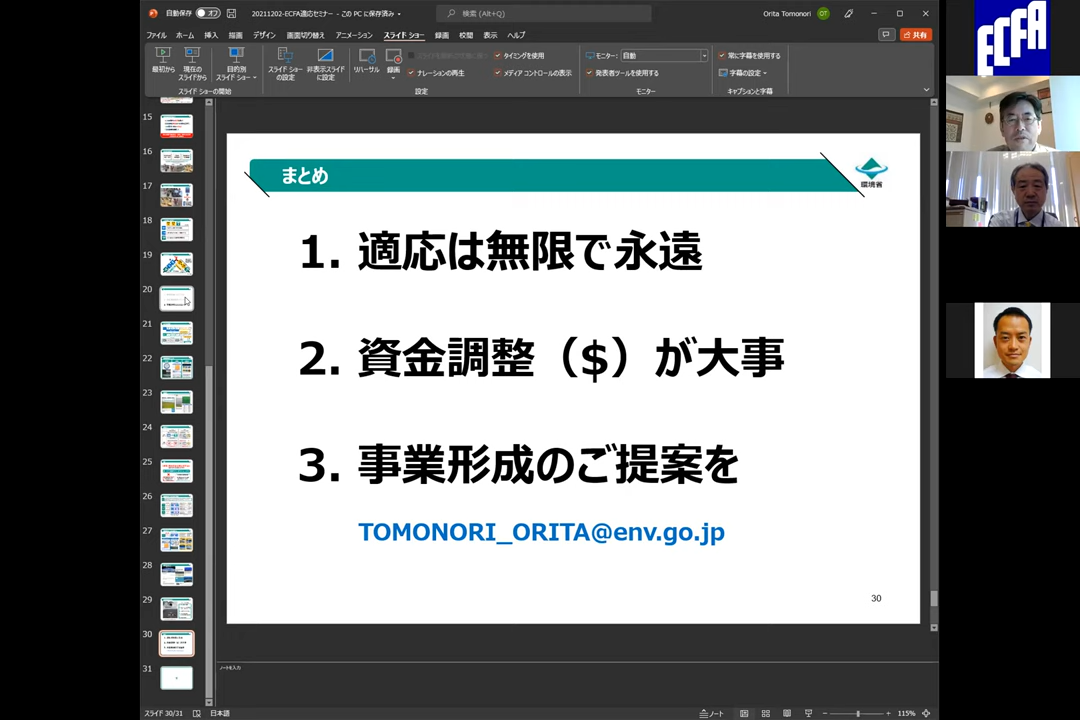 自動保存 オフ 20211202-ECFA適応セミナー - この PC に保存済み 検索 (Alt+Q) Orita Tomonori OT
ファイル ホーム 挿入 描画 デザイン 画面切り替え アニメーション スライド ショー 録画 校閲 表示 ヘルプ 共有
最初から 現在のスライドから 目的別スライド ショー スライド ショーの設定 非表示スライドに設定 リハーサル 録画
ナレーションの再生 タイミングを使用 メディア コントロールの表示
モニター: 自動 発表者ツールを使用する
常に字幕を使用する 字幕の設定
スライド ショーの開始 設定 モニター キャプションと字幕
15
16
17
18
19
20
21
22
23
24
25
26
27
28
29
30
31
まとめ
環境省
1. 適応は無限で永遠
2. 資金調整（$）が大事
3. 事業形成のご提案を
TOMONORI_ORITA@env.go.jp
30
ノートを入力
スライド 30/31 日本語 ノート 115%
ECFA